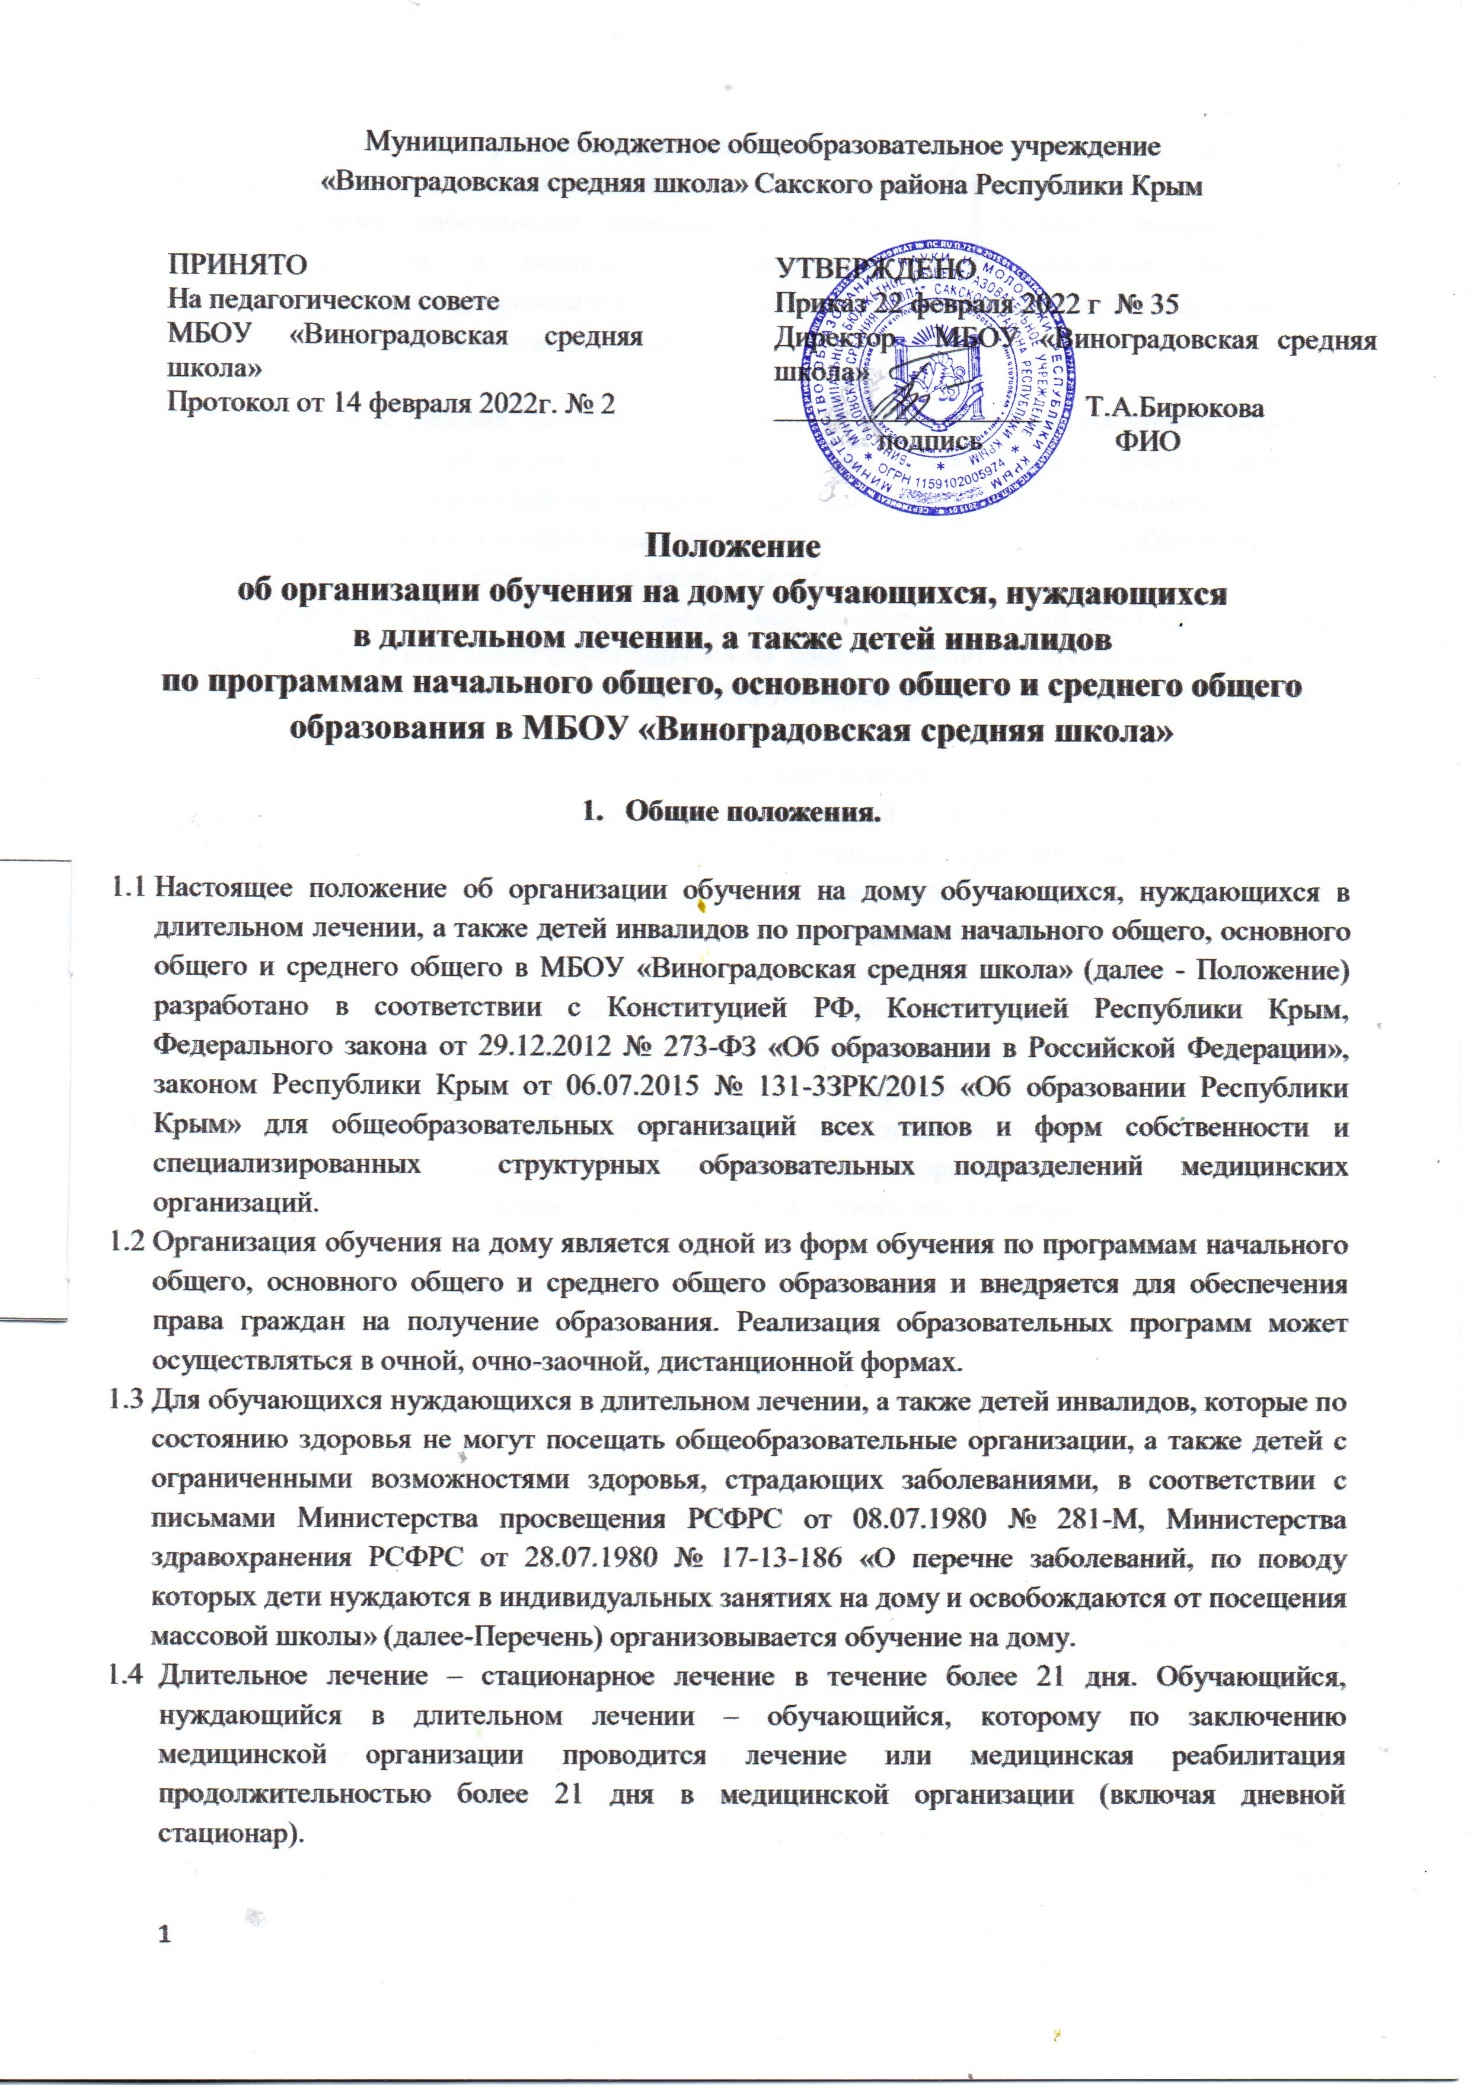 Муниципальное бюджетное общеобразовательное учреждение
«Виноградовская средняя школа» Сакского района Республики Крым
ПРИНЯТО
На педагогическом совете
МБОУ «Виноградовская средняя
школа»
Протокол от 14 февраля 2022г. № 2
УТВЕРЖДЕНО
Приказ 22 февраля 2022 г № 35
Директор МБОУ «Виноградовская средняя
школа»
Т.А.Бирюкова
подпись ФИО
ОГРН 1159102005974
Положение
об организации обучения на дому обучающихся, нуждающихся
в длительном лечении, а также детей инвалидов
по программам начального общего, основного общего и среднего общего
образования в МБОУ «Виноградовская средняя школа»
1. Общие положения.
1.1 Настоящее положение об организации обучения на дому обучающихся, нуждающихся в
длительном лечении, а также детей инвалидов по программам начального общего, основного
общего и среднего общего в МБОУ «Виноградовская средняя школа» (далее - Положение)
разработано в соответствии с Конституцией РФ, Конституцией Республики Крым,
Федерального закона от 29.12.2012 № 273-ФЗ «Об образовании в Российской Федерации»,
законом Республики Крым от 06.07.2015 № 131-ЗЗРК/2015 «Об образовании Республики
Крым» для общеобразовательных организаций всех типов и форм собственности и
специализированных структурных образовательных подразделений медицинских
организаций.
1.2 Организация обучения на дому является одной из форм обучения по программам начального
общего, основного общего и среднего общего образования и внедряется для обеспечения
права граждан на получение образования. Реализация образовательных программ может
осуществляться в очной, очно-заочной, дистанционной формах.
1.3 Для обучающихся нуждающихся в длительном лечении, а также детей инвалидов, которые по
состоянию здоровья не могут посещать общеобразовательные организации, а также детей с
ограниченными возможностями здоровья, страдающих заболеваниями, в соответствии с
письмами Министерства просвещения РСФРС от 08.07.1980 № 281-М, Министерства
здравохранения РСФРС от 28.07.1980 № 17-13-186 «О перечне заболеваний, по поводу
которых дети нуждаются в индивидуальных занятиях на дому и освобождаются от посещения
массовой школы» (далее-Перечень) организовывается обучение на дому.
1.4 Длительное лечение – стационарное лечение в течение более 21 дня. Обучающийся,
нуждающийся в длительном лечении – обучающийся, которому по заключению
медицинской организации проводится лечение или медицинская реабилитация
продолжительностью более 21 дня в медицинской организации (включая дневной
стационар).
1